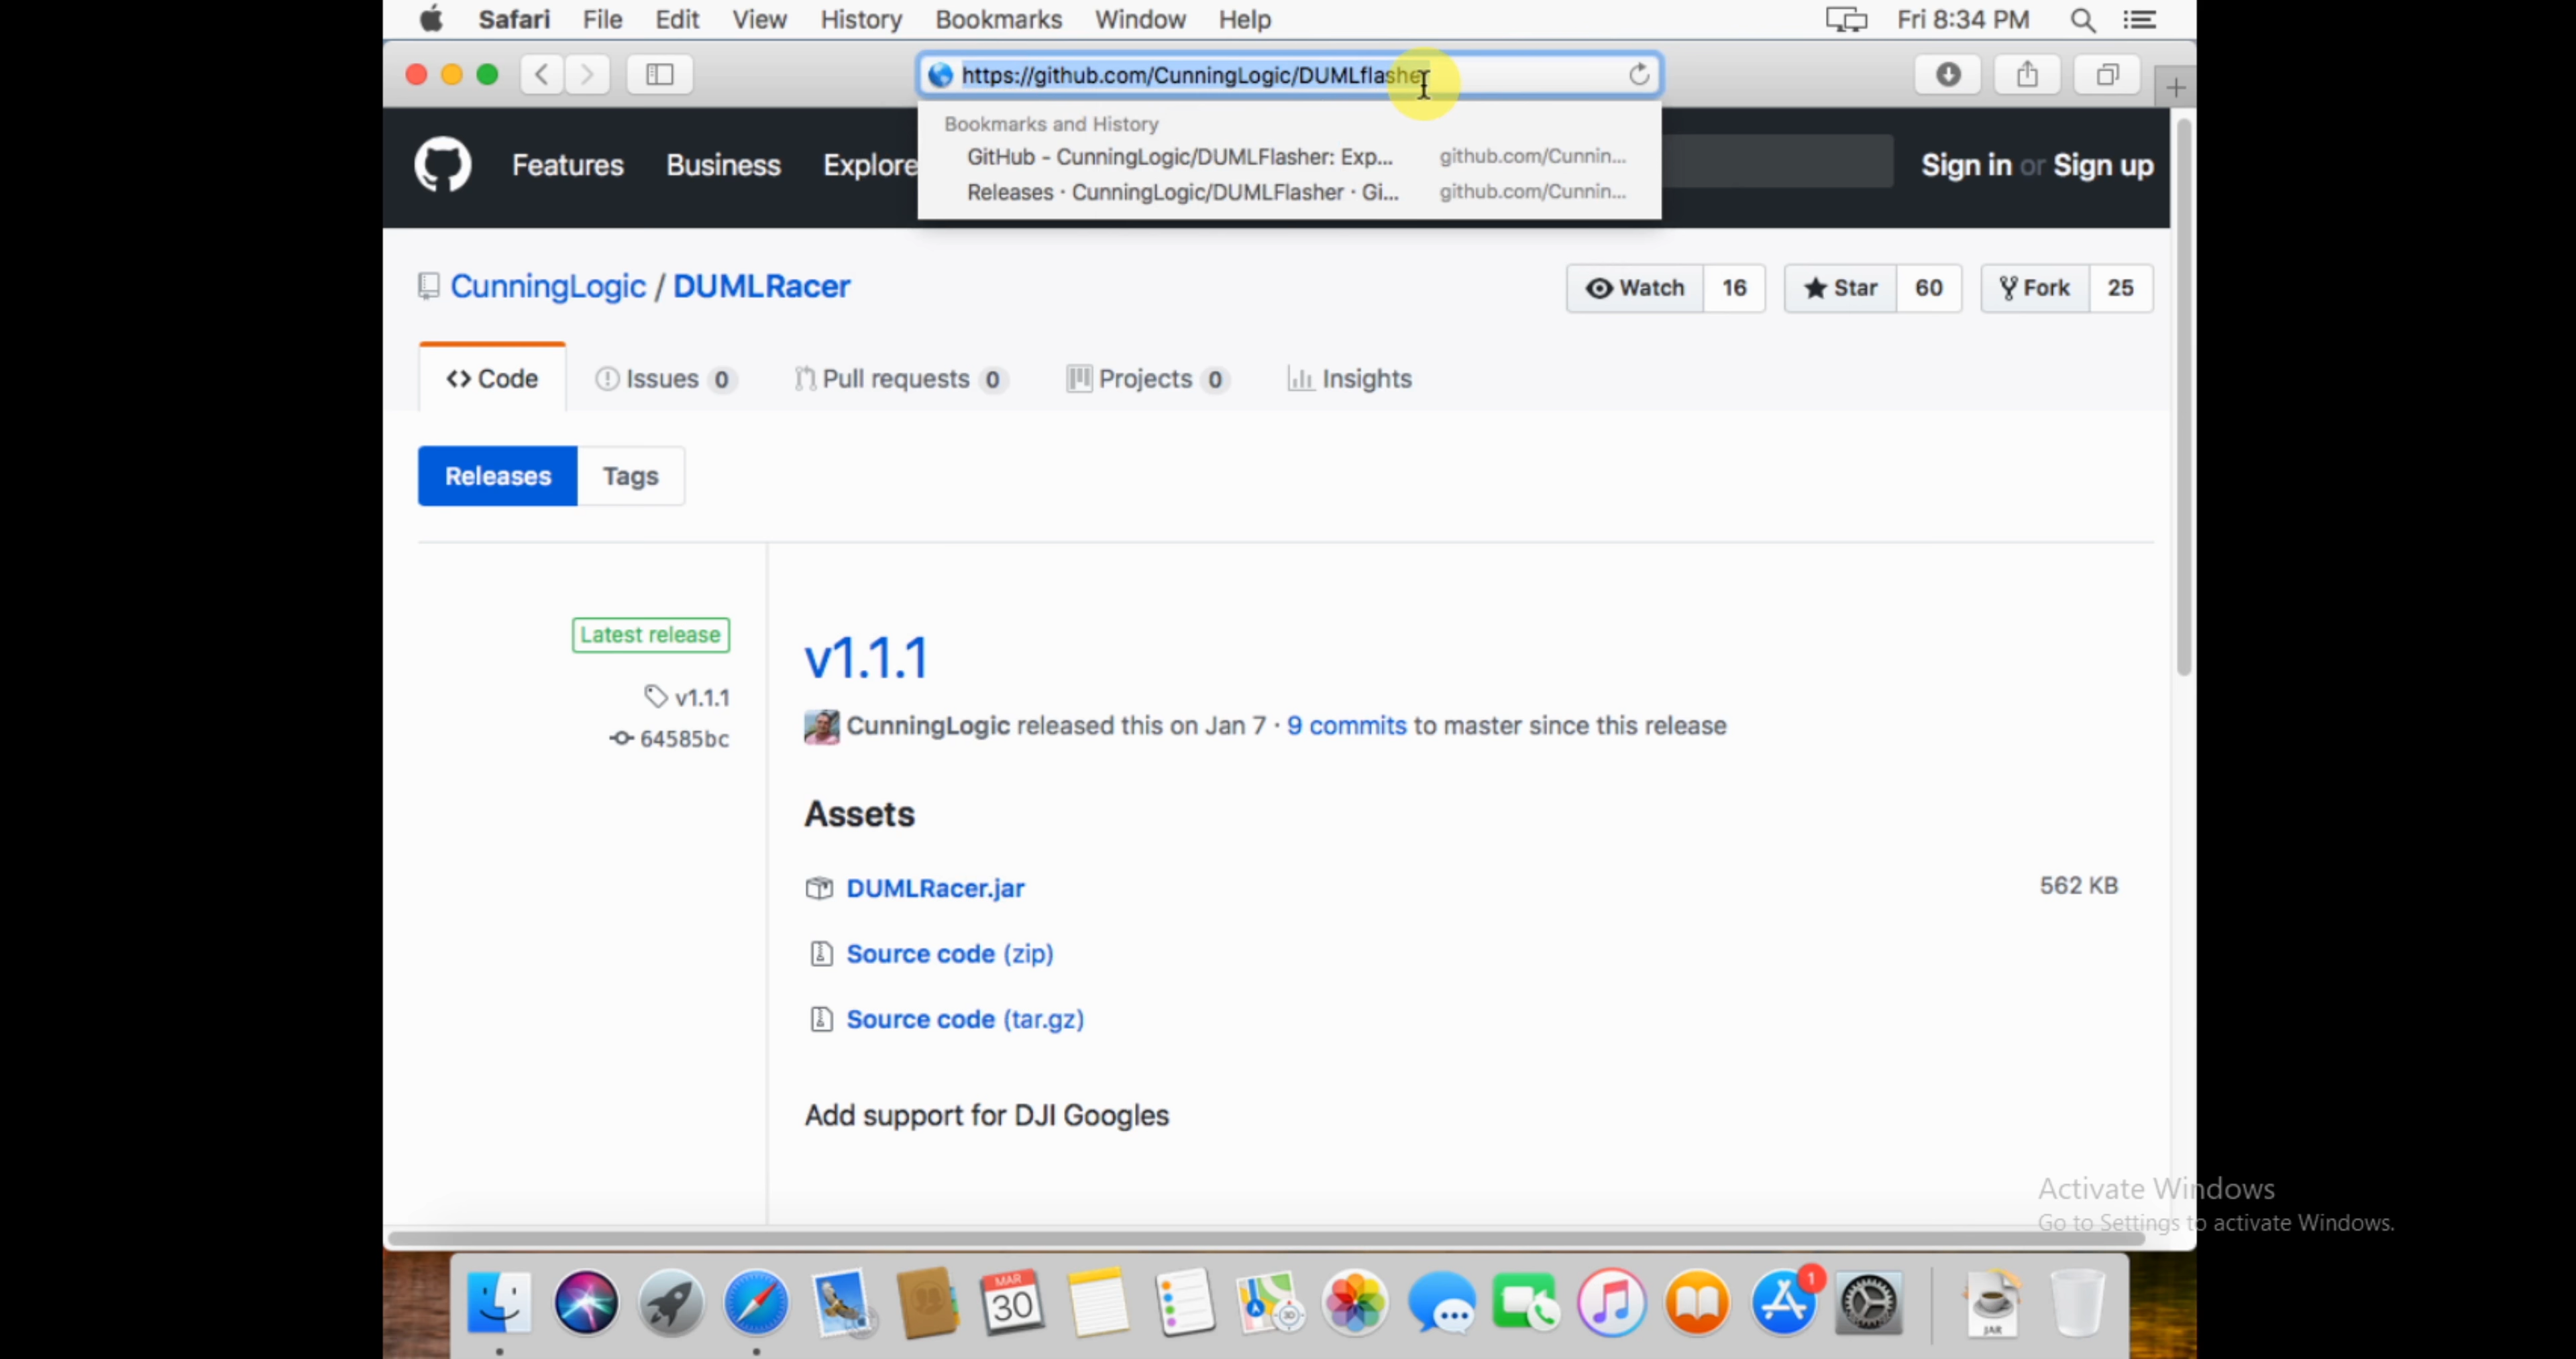 Safari File Edit View History Bookmarks Window Help Fri 8:34 PM
https://github.com/CunningLogic/DUMLflasher
Bookmarks and History
GitHub - CunningLogic/DUMLFlasher: Exp... github.com/Cunnin...
Releases · CunningLogic/DUMLFlasher · Gi... github.com/Cunnin...
Features Business Explore Sign in or Sign up
CunningLogic / DUMLRacer Watch 16 Star 60 Fork 25
Code Issues 0 Pull requests 0 Projects 0 Insights
Releases Tags
Latest release
v1.1.1
v1.1.1
64585bc
CunningLogic released this on Jan 7 · 9 commits to master since this release
Assets
DUMLRacer.jar 562 KB
Source code (zip)
Source code (tar.gz)
Add support for DJI Googles
Activate Windows
Go to Settings to activate Windows.
MAR
30
3D
1
JAR